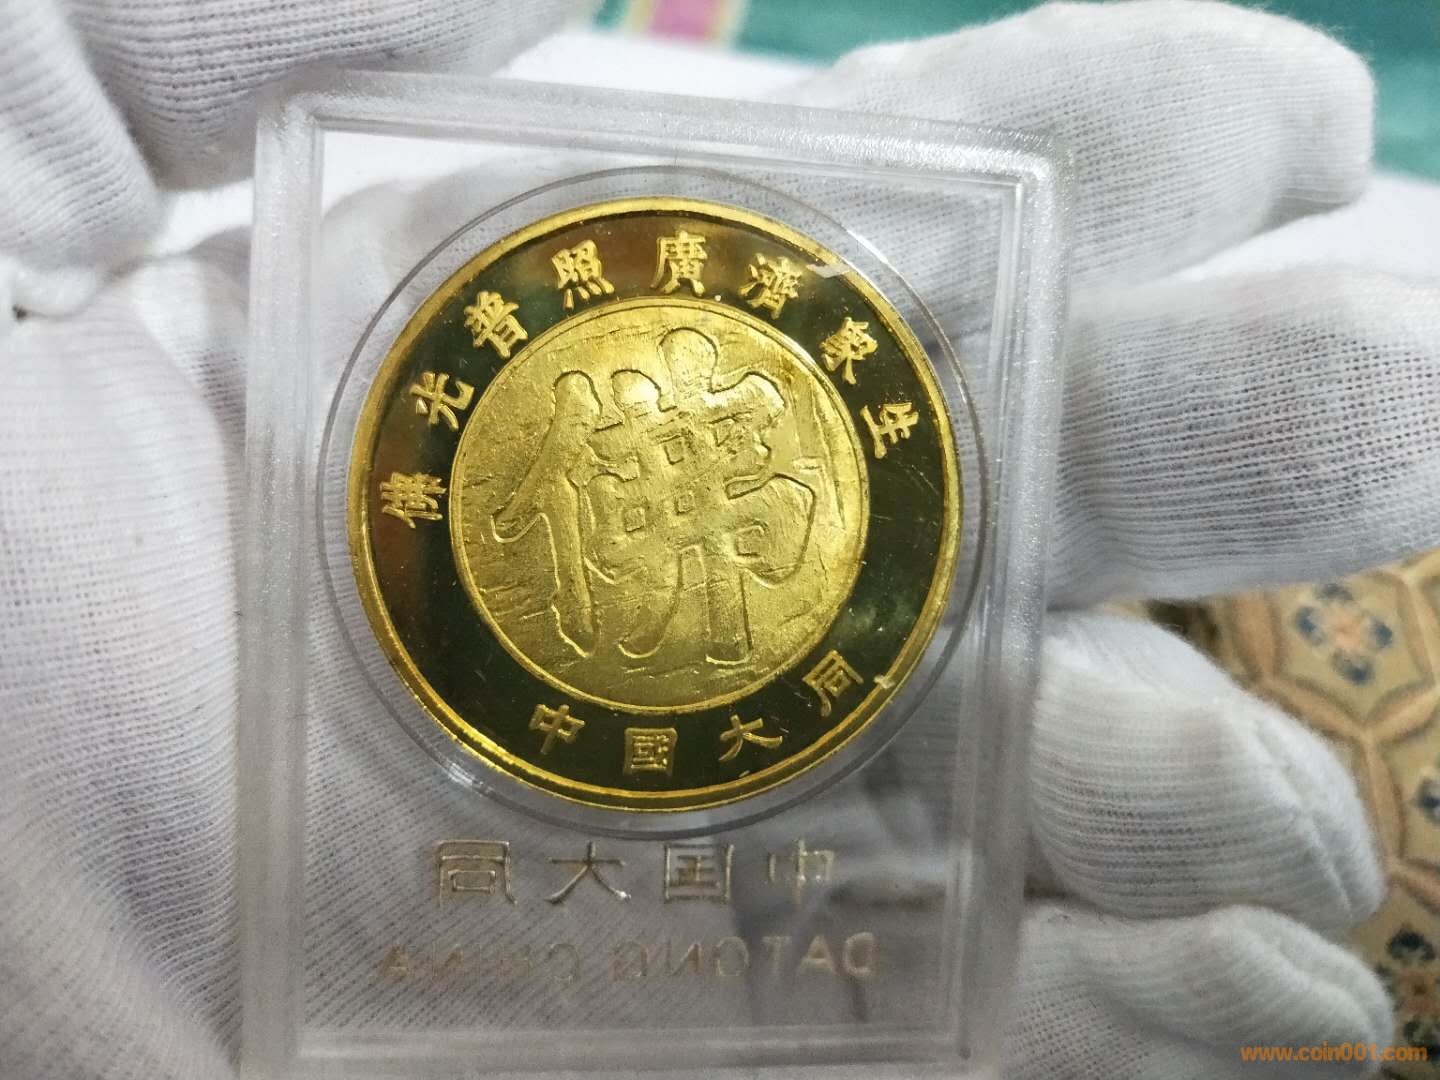 佛光普照廣濟眾生
佛
中國大同
中国大同
DATONG CHINA
www.coin001.com